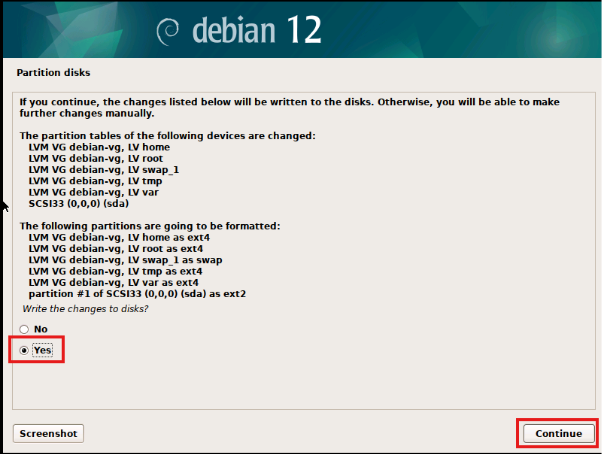 debian 12
Partition disks
If you continue, the changes listed below will be written to the disks. Otherwise, you will be able to make
further changes manually.
The partition tables of the following devices are changed:
LVM VG debian-vg, LV home
LVM VG debian-vg, LV root
LVM VG debian-vg, LV swap_1
LVM VG debian-vg, LV tmp
LVM VG debian-vg, LV var
SCSI33 (0,0,0) (sda)
The following partitions are going to be formatted:
LVM VG debian-vg, LV home as ext4
LVM VG debian-vg, LV root as ext4
LVM VG debian-vg, LV swap_1 as swap
LVM VG debian-vg, LV tmp as ext4
LVM VG debian-vg, LV var as ext4
partition #1 of SCSI33 (0,0,0) (sda) as ext2
Write the changes to disks?
No
Yes
Screenshot
Continue